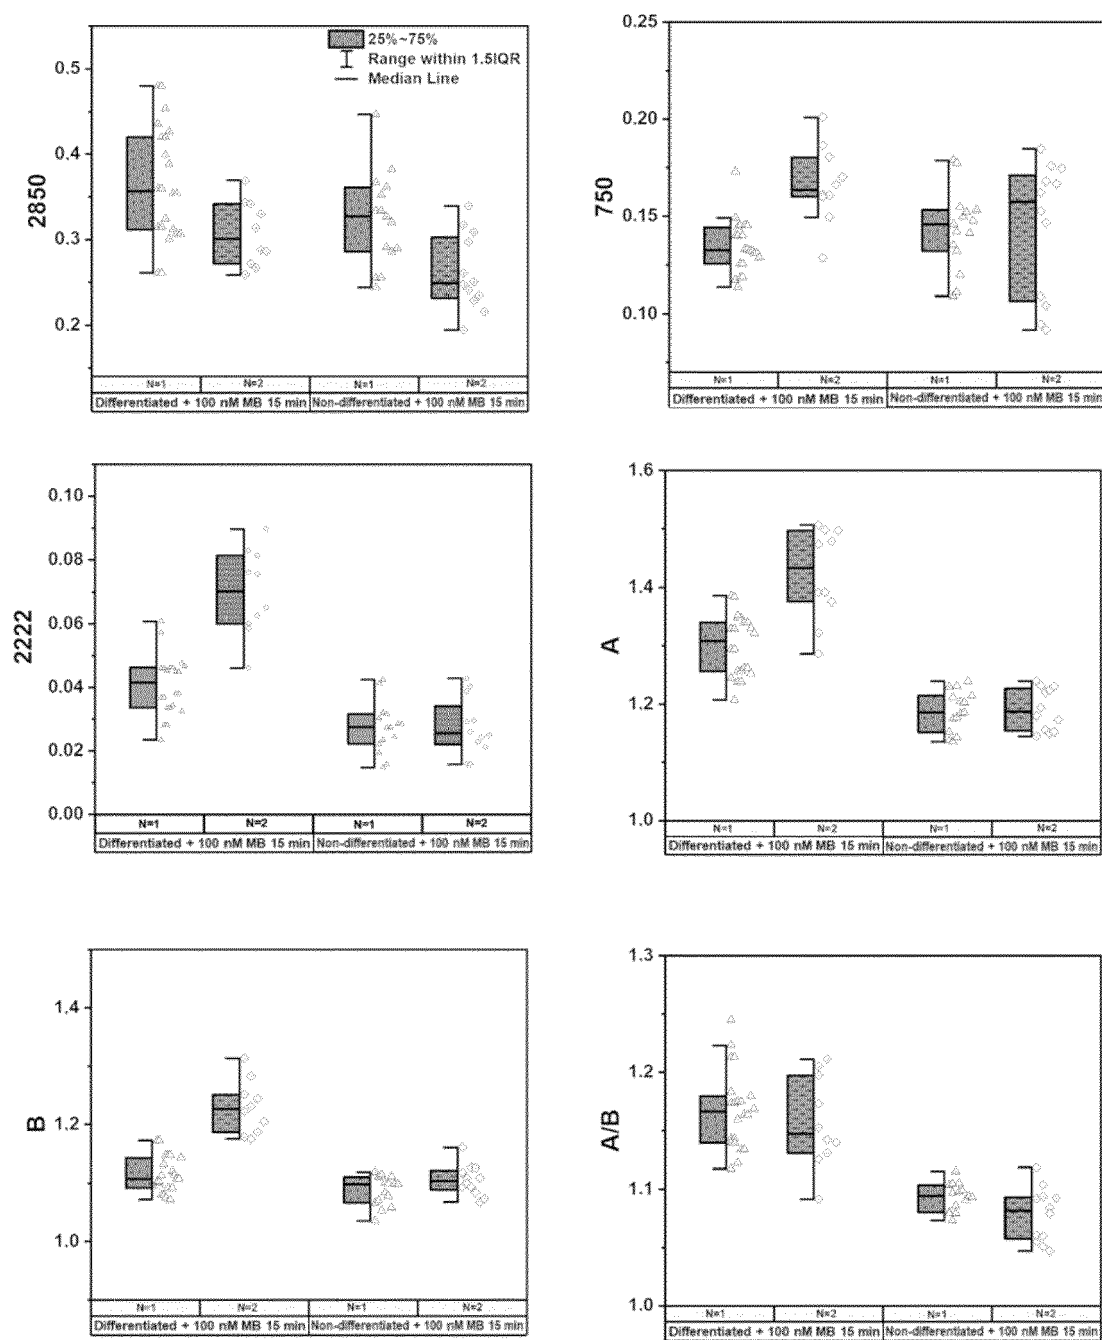 2850
0.5
0.4
0.3
0.2
25%~75%
Range within 1.5IQR
Median Line
N=1 N=2 N=1 N=2
Differentiated + 100 nM MB 15 min Non-differentiated + 100 nM MB 15 min
750
0.25
0.20
0.15
0.10
N=1 N=2 N=1 N=2
Differentiated + 100 nM MB 15 min Non-differentiated + 100 nM MB 15 min
2222
0.10
0.08
0.06
0.04
0.02
0.00
N=1 N=2 N=1 N=2
Differentiated + 100 nM MB 15 min Non-differentiated + 100 nM MB 15 min
A
1.6
1.4
1.2
1.0
N=1 N=2 N=1 N=2
Differentiated + 100 nM MB 15 min Non-differentiated + 100 nM MB 15 min
B
1.4
1.2
1.0
N=1 N=2 N=1 N=2
Differentiated + 100 nM MB 15 min Non-differentiated + 100 nM MB 15 min
A/B
1.3
1.2
1.1
1.0
N=1 N=2 N=1 N=2
Differentiated + 100 nM MB 15 min Non-differentiated + 100 nM MB 15 min